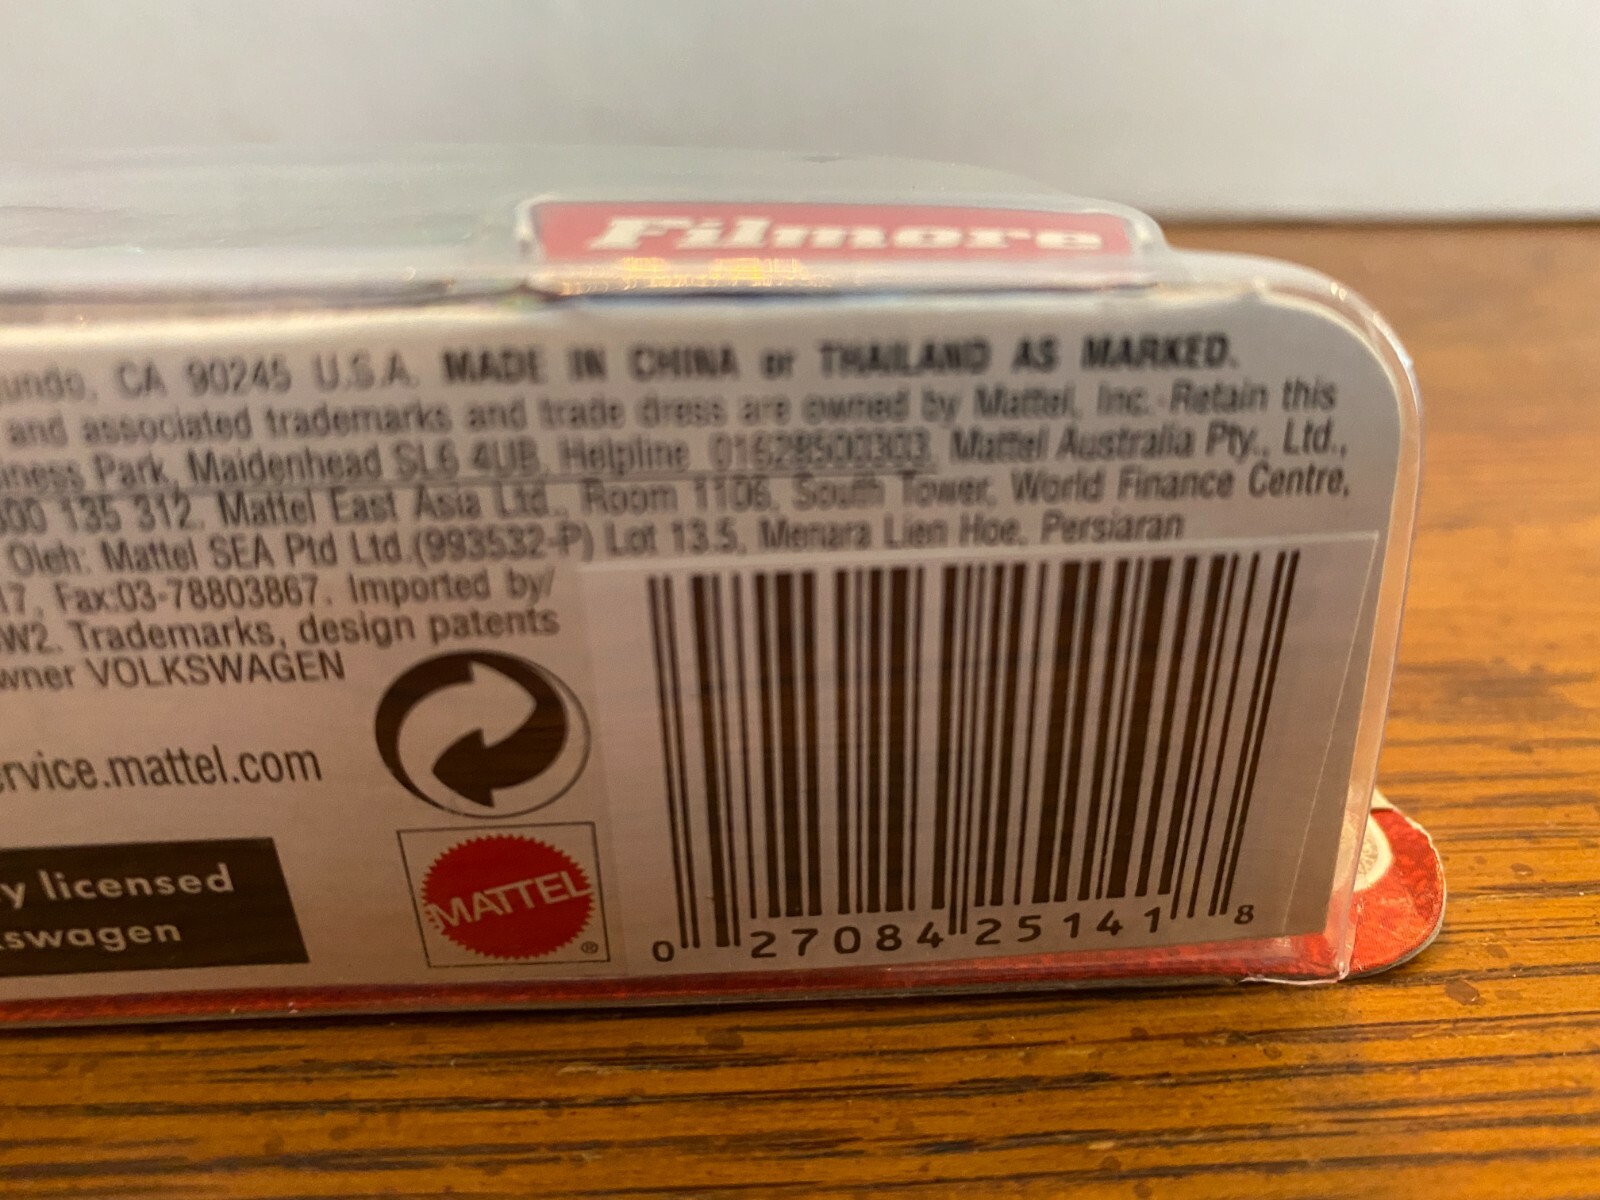 Filmore
undo, CA 90245 U.S.A. MADE IN CHINA or THAILAND AS MARKED.
and associated trademarks and trade dress are owned by Mattel, Inc. Retain this
iness Park, Maidenhead SL6 4UB. Helpline 01628500303. Mattel Australia Pty., Ltd.,
300 135 312. Mattel East Asia Ltd., Room 1106, South Tower, World Finance Centre,
Oleh: Mattel SEA Ptd Ltd.(993532-P) Lot 13.5, Menara Lien Hoe, Persiaran
17, Fax:03-78803867. Imported by/
W2. Trademarks, design patents
wner VOLKSWAGEN
ervice.mattel.com
y licensed
swagen
MATTEL
®
0 27084 25141 8